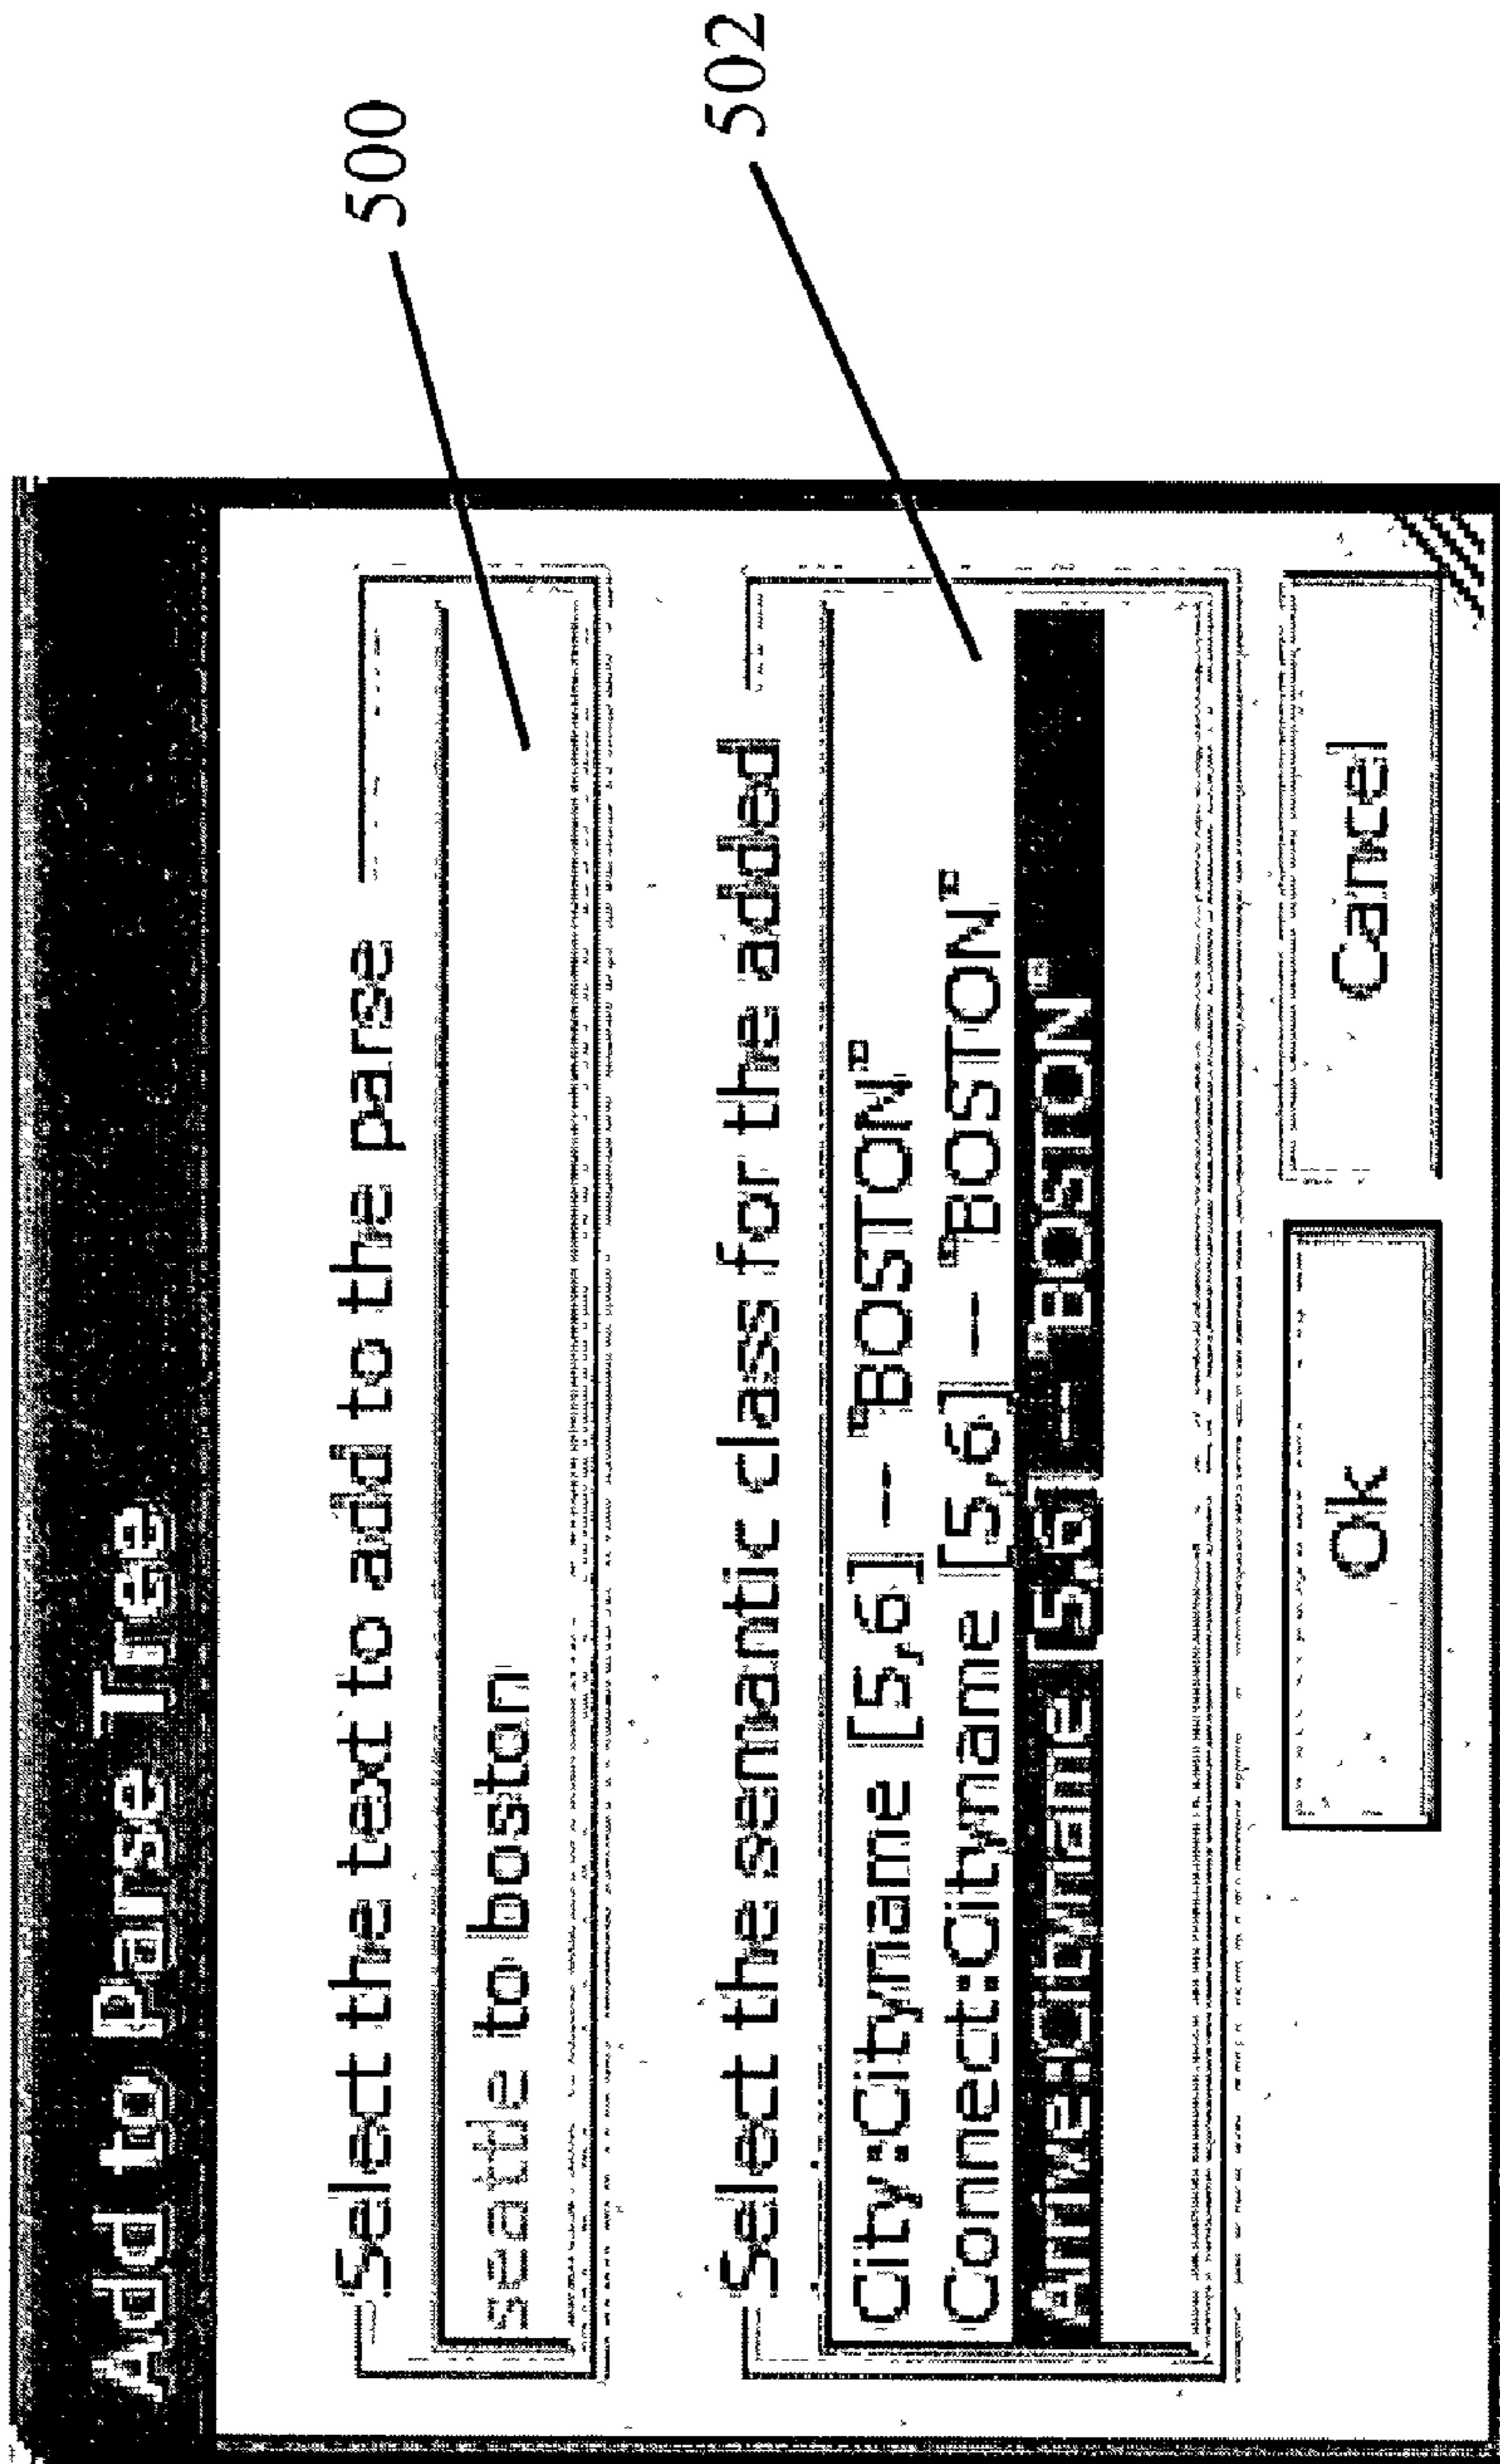 Add to Parse Tree
Select the text to add to the parse
seattle to boston
500
Select the semantic class for the added
City:Cityname [5,6] -- "BOSTON"
Connect:Cityname [5,6] -- "BOSTON"
Arrive:Cityname [5,6] -- "BOSTON"
502
Ok
Cancel